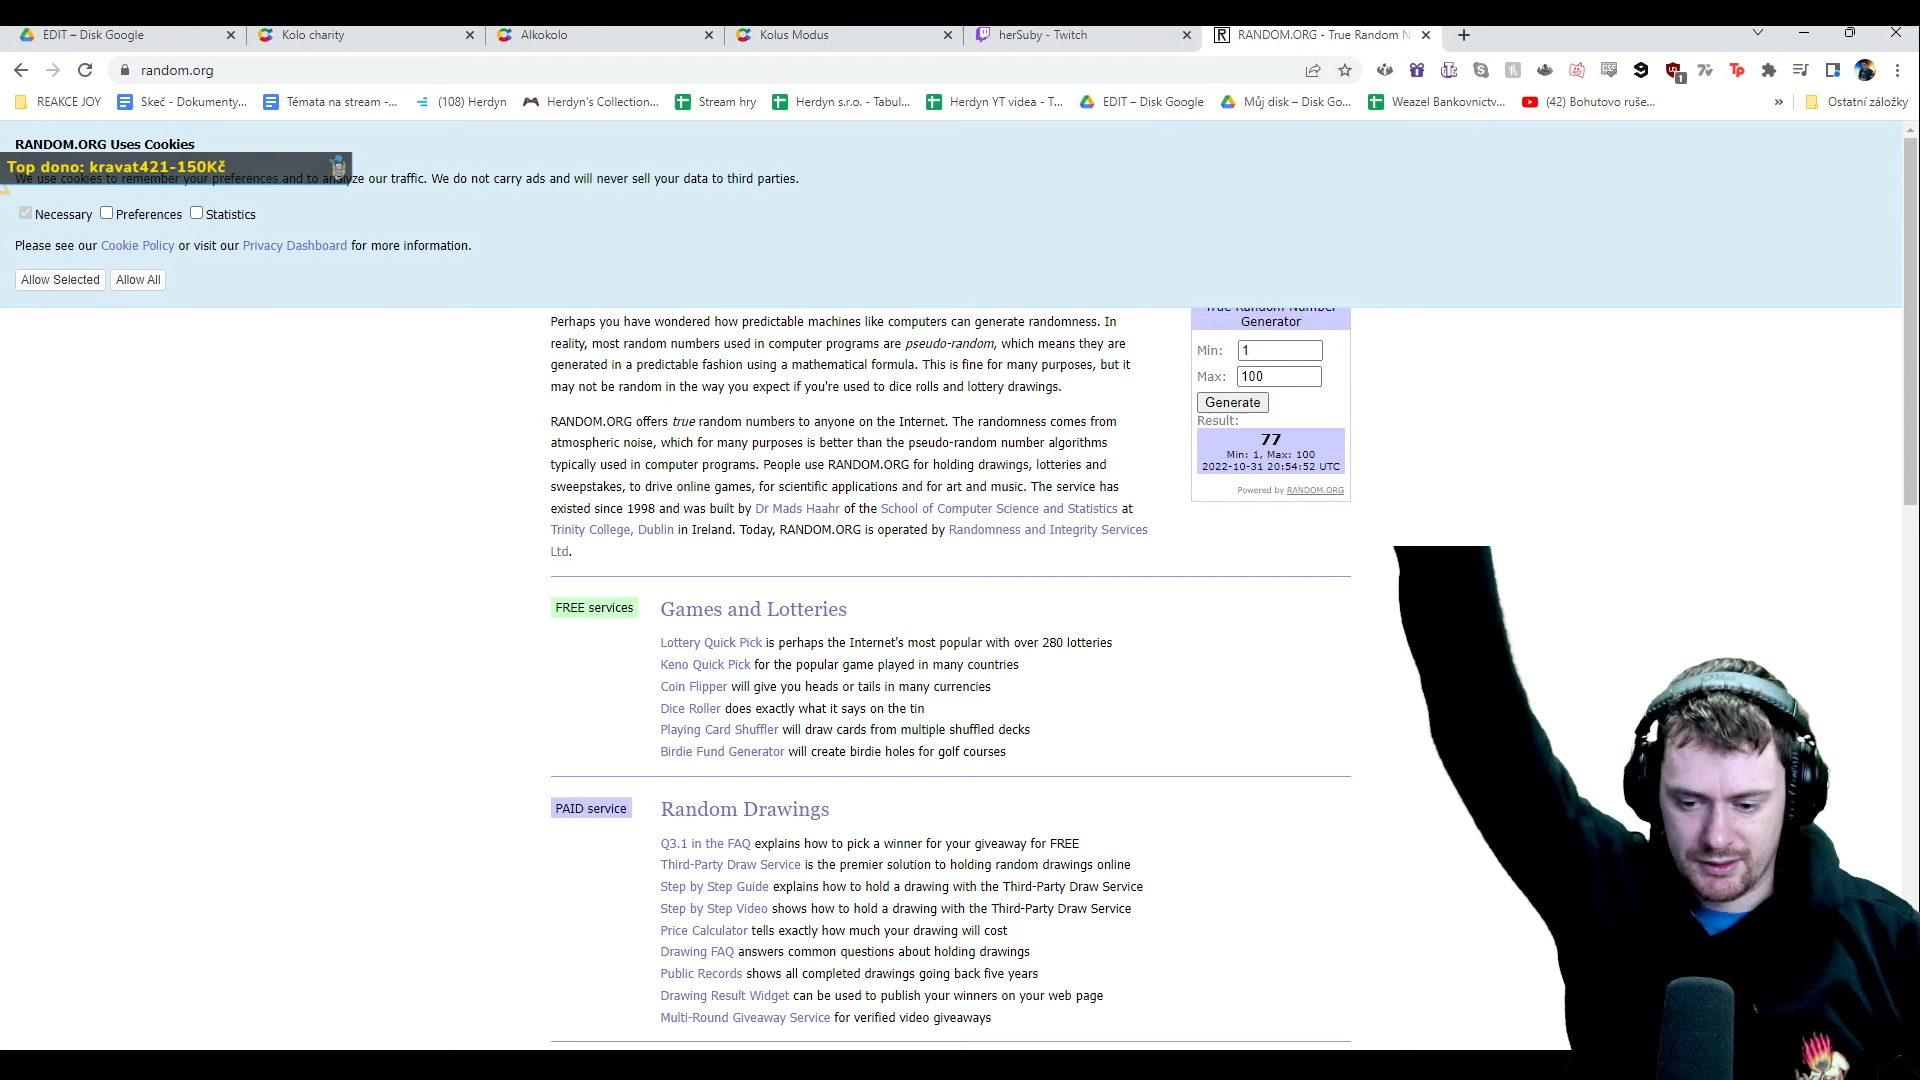 EDIT – Disk Google
Kolo charity
Alkokolo
Kolus Modus
herSuby - Twitch
RANDOM.ORG - True Random N
random.org
REAKCE JOY
Skeč - Dokumenty...
Témata na stream -...
(108) Herdyn
Herdyn's Collection...
Stream hry
Herdyn s.r.o. - Tabul...
Herdyn YT videa - T...
EDIT – Disk Google
Můj disk – Disk Go...
Weazel Bankovnictv...
(42) Bohutovo ruše...
»
Ostatní záložky
RANDOM.ORG Uses Cookies
Top dono: kravat421-150Kč
We use cookies to remember your preferences and to analyze our traffic. We do not carry ads and will never sell your data to third parties.
Necessary Preferences Statistics
Please see our Cookie Policy or visit our Privacy Dashboard for more information.
Allow Selected Allow All
Perhaps you have wondered how predictable machines like computers can generate randomness. In
reality, most random numbers used in computer programs are pseudo-random, which means they are
generated in a predictable fashion using a mathematical formula. This is fine for many purposes, but it
may not be random in the way you expect if you're used to dice rolls and lottery drawings.
RANDOM.ORG offers true random numbers to anyone on the Internet. The randomness comes from
atmospheric noise, which for many purposes is better than the pseudo-random number algorithms
typically used in computer programs. People use RANDOM.ORG for holding drawings, lotteries and
sweepstakes, to drive online games, for scientific applications and for art and music. The service has
existed since 1998 and was built by Dr Mads Haahr of the School of Computer Science and Statistics at
Trinity College, Dublin in Ireland. Today, RANDOM.ORG is operated by Randomness and Integrity Services
Ltd.
True Random Number
Generator
Min: 1
Max: 100
Generate
Result:
77
Min: 1, Max: 100
2022-10-31 20:54:52 UTC
Powered by RANDOM.ORG
FREE services
Games and Lotteries
Lottery Quick Pick is perhaps the Internet's most popular with over 280 lotteries
Keno Quick Pick for the popular game played in many countries
Coin Flipper will give you heads or tails in many currencies
Dice Roller does exactly what it says on the tin
Playing Card Shuffler will draw cards from multiple shuffled decks
Birdie Fund Generator will create birdie holes for golf courses
PAID service
Random Drawings
Q3.1 in the FAQ explains how to pick a winner for your giveaway for FREE
Third-Party Draw Service is the premier solution to holding random drawings online
Step by Step Guide explains how to hold a drawing with the Third-Party Draw Service
Step by Step Video shows how to hold a drawing with the Third-Party Draw Service
Price Calculator tells exactly how much your drawing will cost
Drawing FAQ answers common questions about holding drawings
Public Records shows all completed drawings going back five years
Drawing Result Widget can be used to publish your winners on your web page
Multi-Round Giveaway Service for verified video giveaways